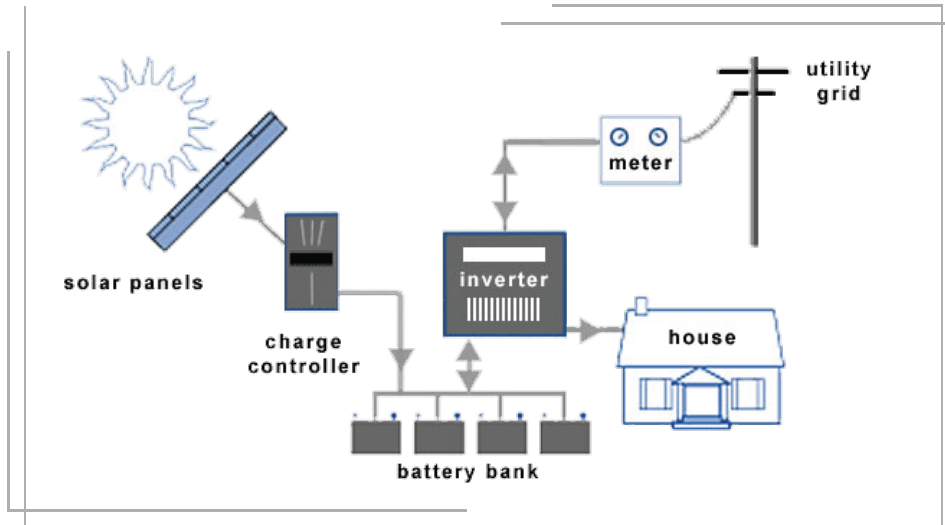 utility
grid
meter
inverter
solar panels
house
charge
controller
battery bank